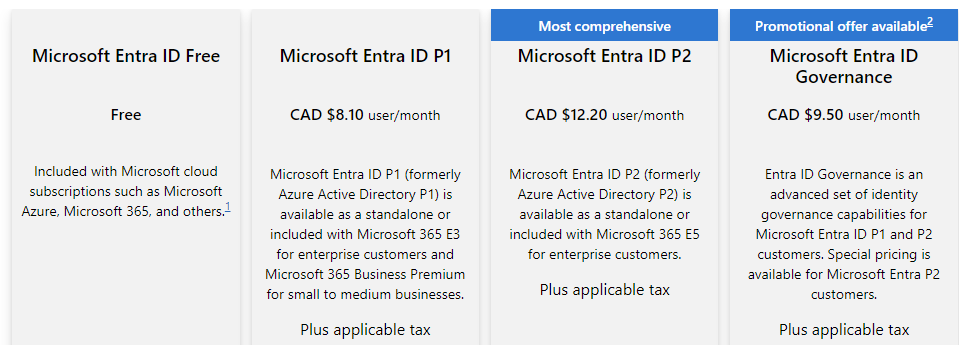 Microsoft Entra ID Free
Free
Included with Microsoft cloud
subscriptions such as Microsoft
Azure, Microsoft 365, and others.1
Microsoft Entra ID P1
CAD $8.10 user/month
Microsoft Entra ID P1 (formerly
Azure Active Directory P1) is
available as a standalone or
included with Microsoft 365 E3
for enterprise customers and
Microsoft 365 Business Premium
for small to medium businesses.
Plus applicable tax
Most comprehensive
Microsoft Entra ID P2
CAD $12.20 user/month
Microsoft Entra ID P2 (formerly
Azure Active Directory P2) is
available as a standalone or
included with Microsoft 365 E5
for enterprise customers.
Plus applicable tax
Promotional offer available2
Microsoft Entra ID
Governance
CAD $9.50 user/month
Entra ID Governance is an
advanced set of identity
governance capabilities for
Microsoft Entra ID P1 and P2
customers. Special pricing is
available for Microsoft Entra P2
customers.
Plus applicable tax